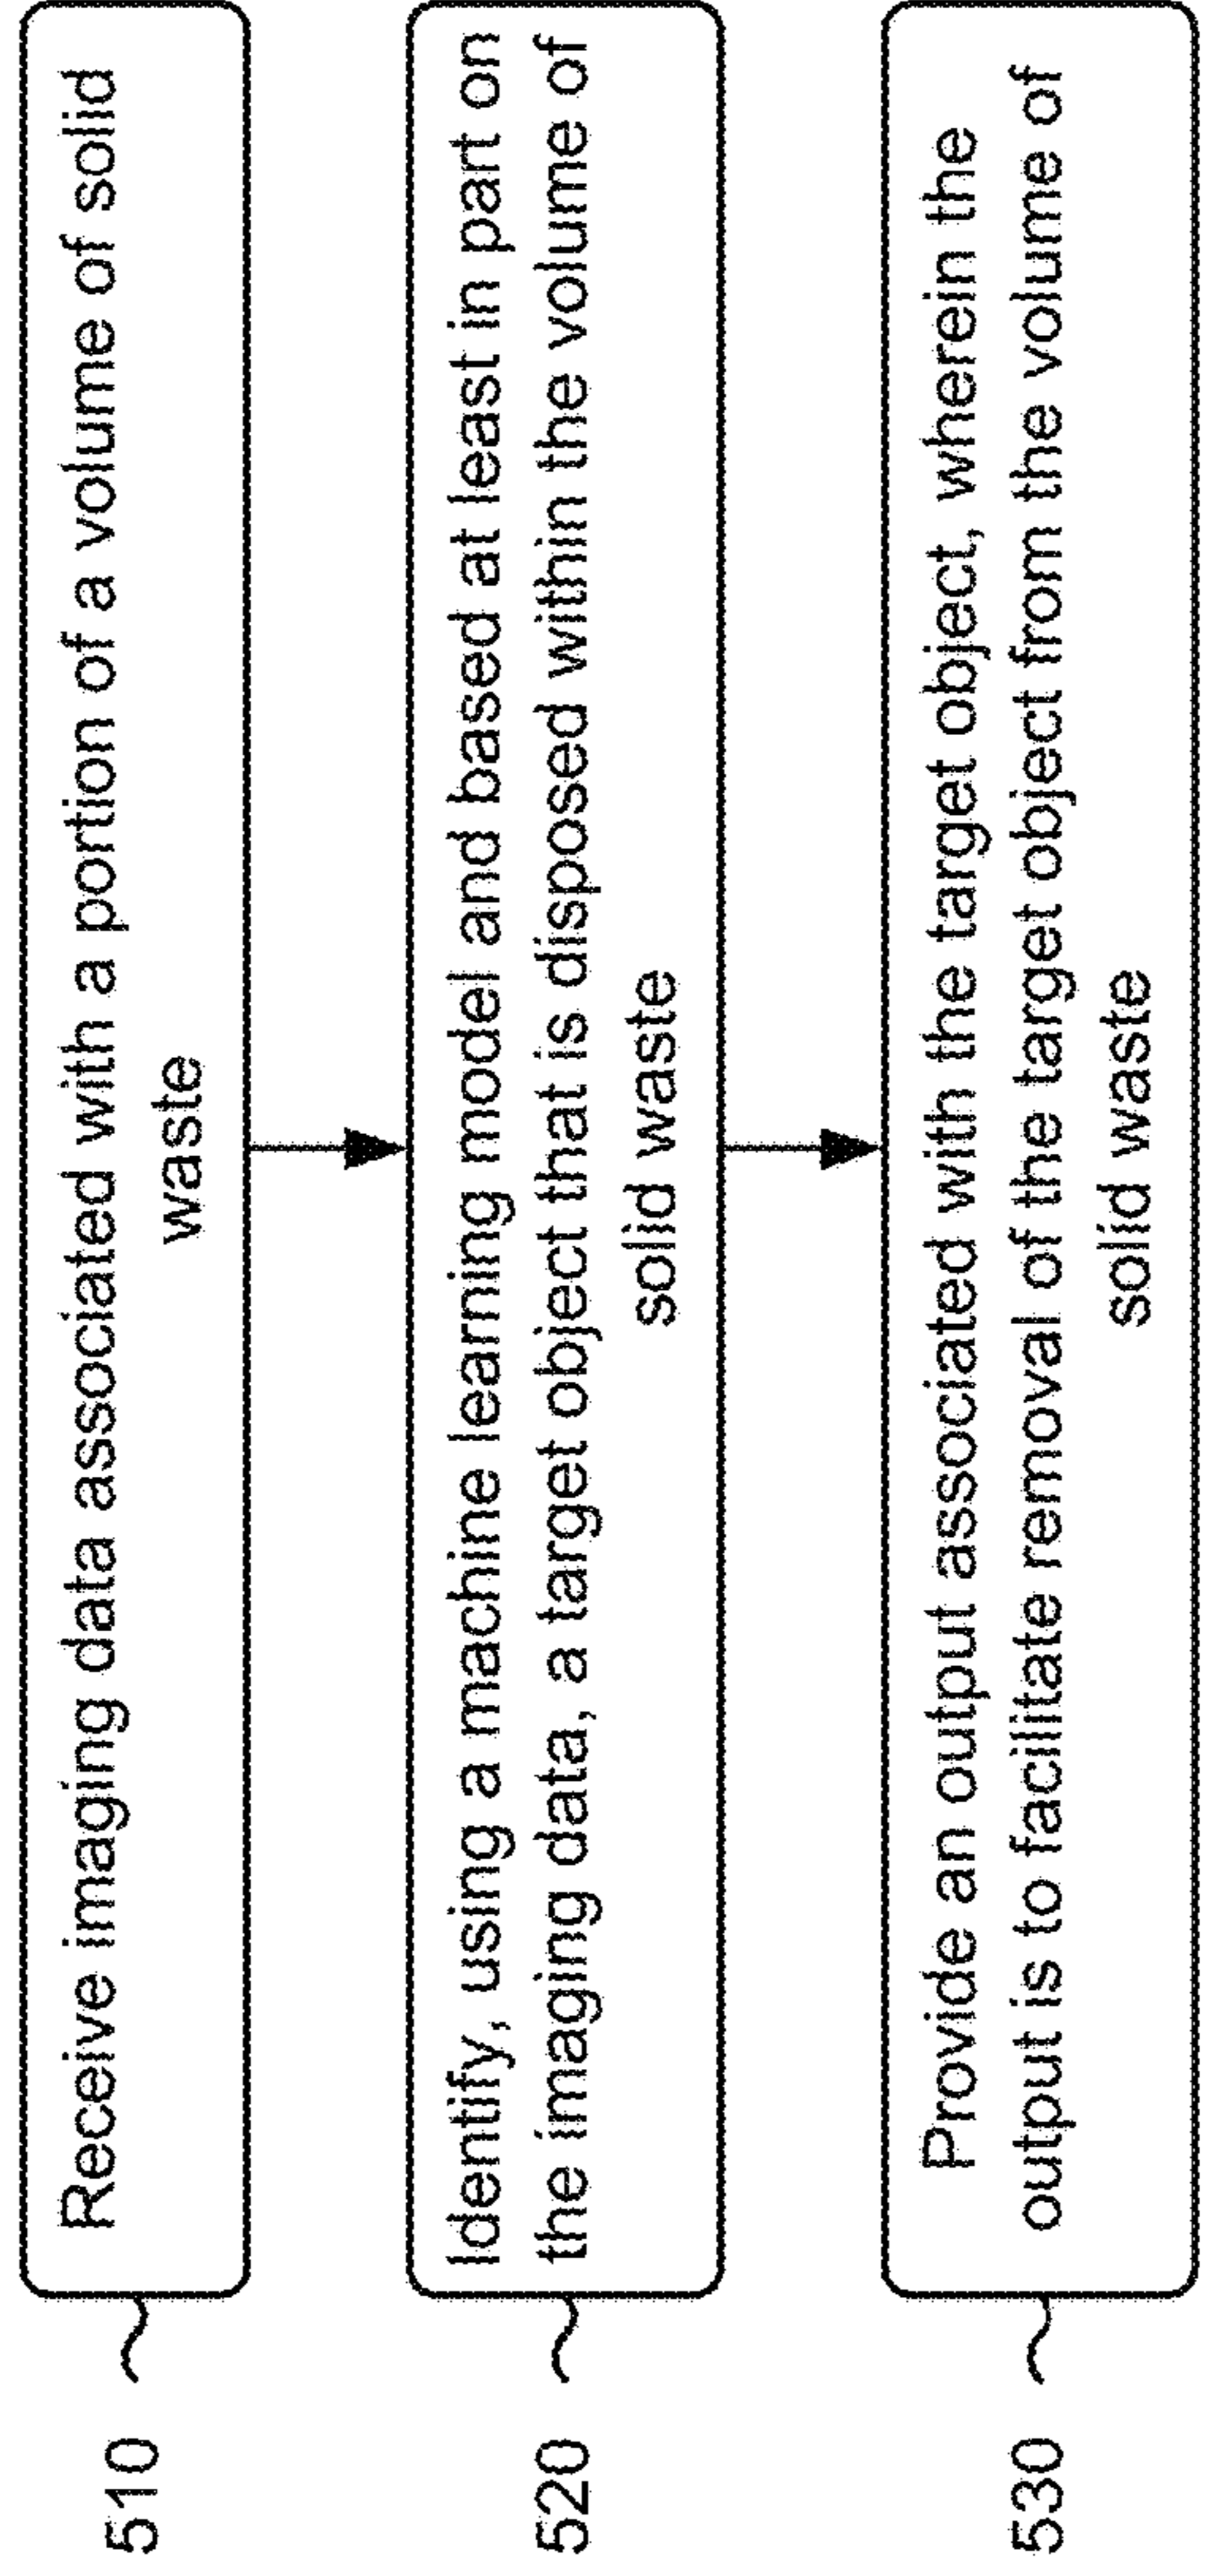 510
Receive imaging data associated with a portion of a volume of solid
waste
520
Identify, using a machine learning model and based at least in part on
the imaging data, a target object that is disposed within the volume of
solid waste
530
Provide an output associated with the target object, wherein the
output is to facilitate removal of the target object from the volume of
solid waste